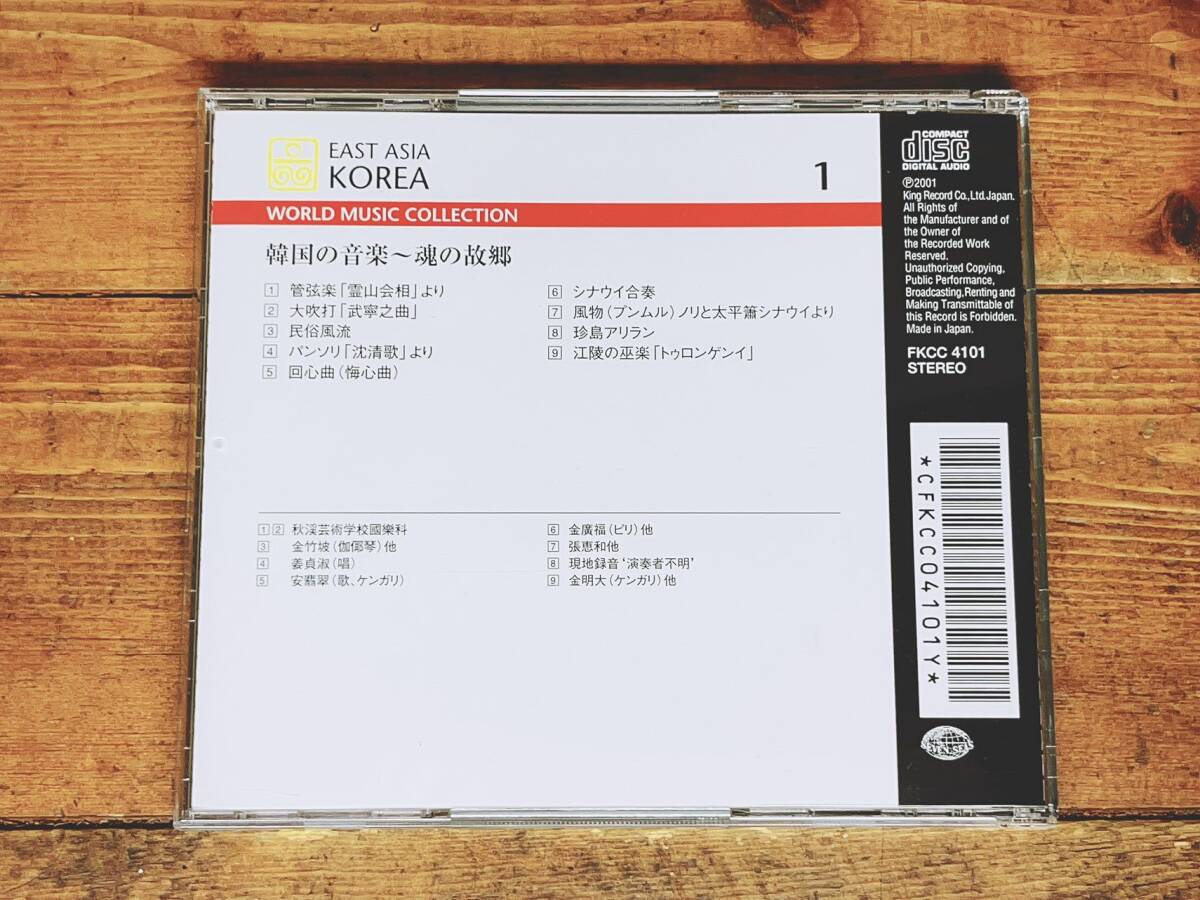 EAST ASIA
KOREA
1
WORLD MUSIC COLLECTION
韓国の音楽～魂の故郷
1 管弦楽「霊山会相」より
2 大吹打「武寧之曲」
3 民俗風流
4 パンソリ「沈清歌」より
5 回心曲（悔心曲）
6 シナウイ合奏
7 風物（プンムル）ノリと太平簫シナウイより
8 珍島アリラン
9 江陵の巫楽「トゥロンゲンイ」
1 2 秋渓芸術学校國樂科
3 金竹坡（伽倻琴）他
4 姜貞淑（唱）
5 安翡翠（歌、ケンガリ）
6 金廣福（ピリ）他
7 張恵和他
8 現地録音‘演奏者不明’
9 金明大（ケンガリ）他
COMPACT
disc
DIGITAL AUDIO
Ⓟ2001
King Record Co.,Ltd.Japan.
All Rights of
the Manufacturer and of
the Owner of
the Recorded Work
Reserved.
Unauthorized Copying,
Public Performance,
Broadcasting,Renting and
Making Transmittable of
this Record is Forbidden.
Made in Japan.
FKCC 4101
STEREO
*CFKCC04101Y*
SEVEN SEAS